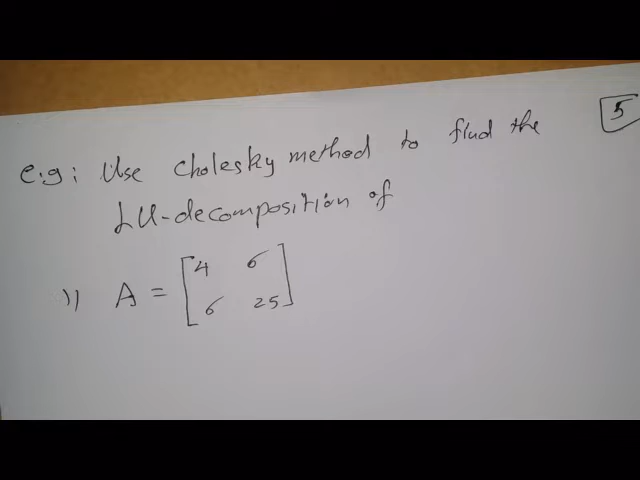 5
e.g: Use Cholesky method to find the
LU-decomposition of
1) A = [4 6
6 25]